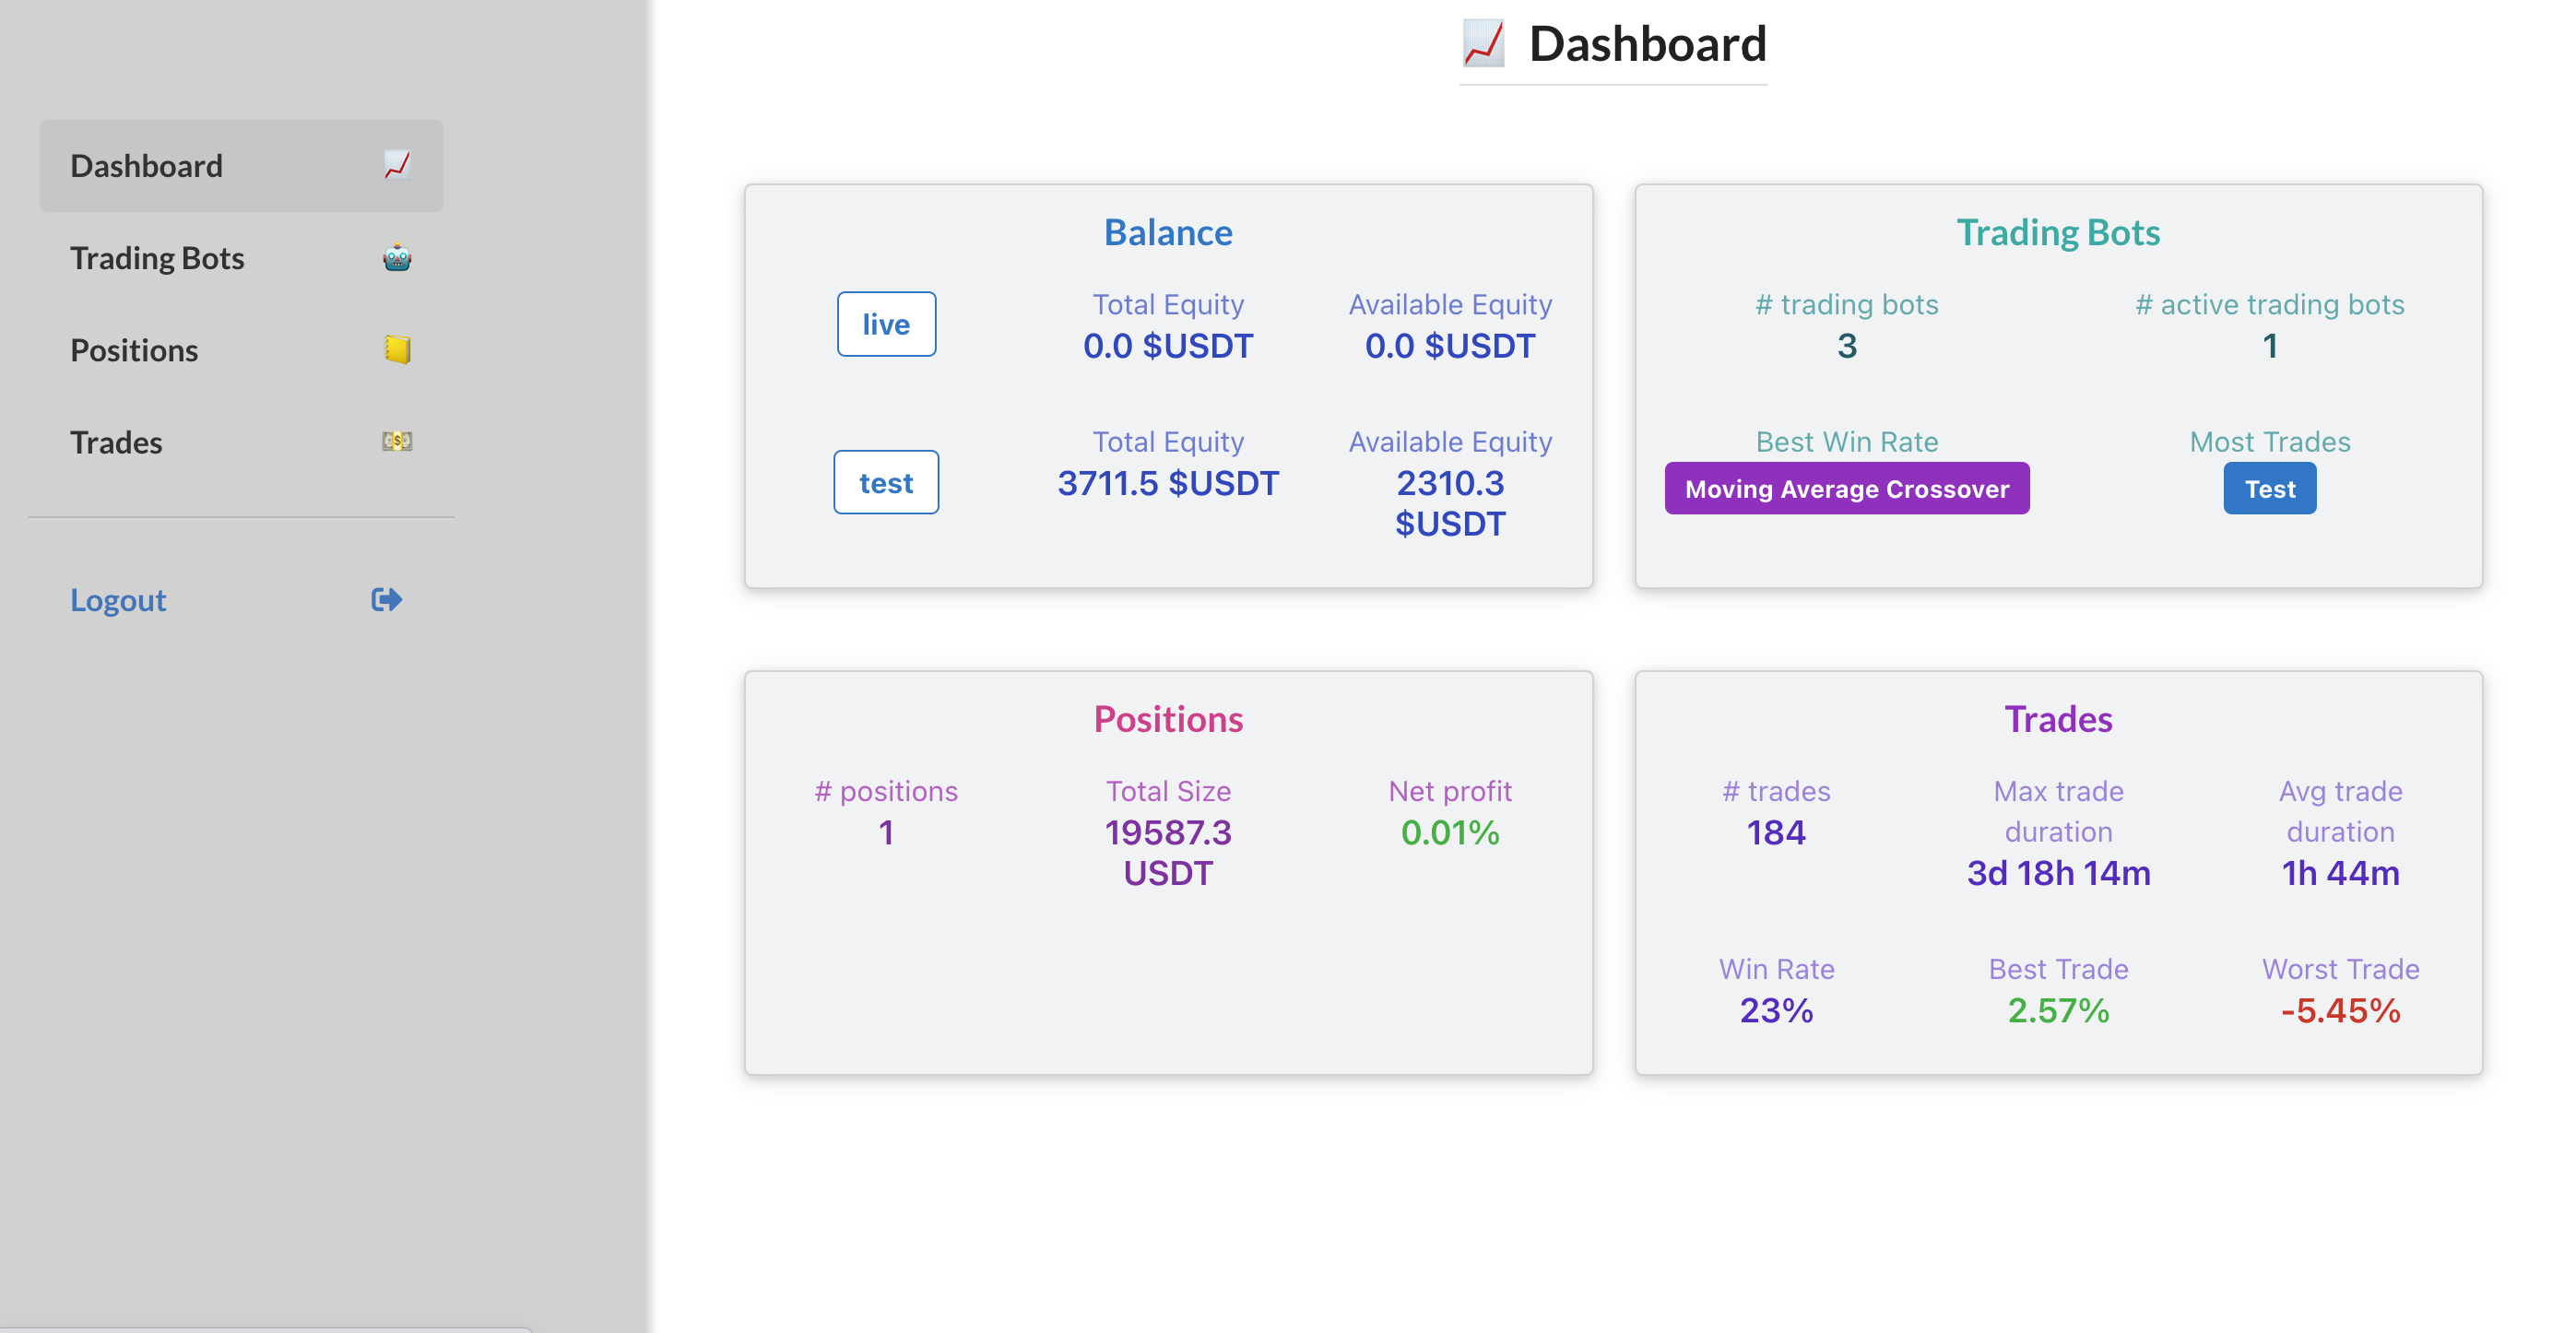 Dashboard
Dashboard
Trading Bots
Positions
Trades
Logout
Balance
live
Total Equity
0.0 $USDT
Available Equity
0.0 $USDT
test
Total Equity
3711.5 $USDT
Available Equity
2310.3
$USDT
Trading Bots
# trading bots
3
# active trading bots
1
Best Win Rate
Moving Average Crossover
Most Trades
Test
Positions
# positions
1
Total Size
19587.3
USDT
Net profit
0.01%
Trades
# trades
184
Max trade
duration
3d 18h 14m
Avg trade
duration
1h 44m
Win Rate
23%
Best Trade
2.57%
Worst Trade
-5.45%